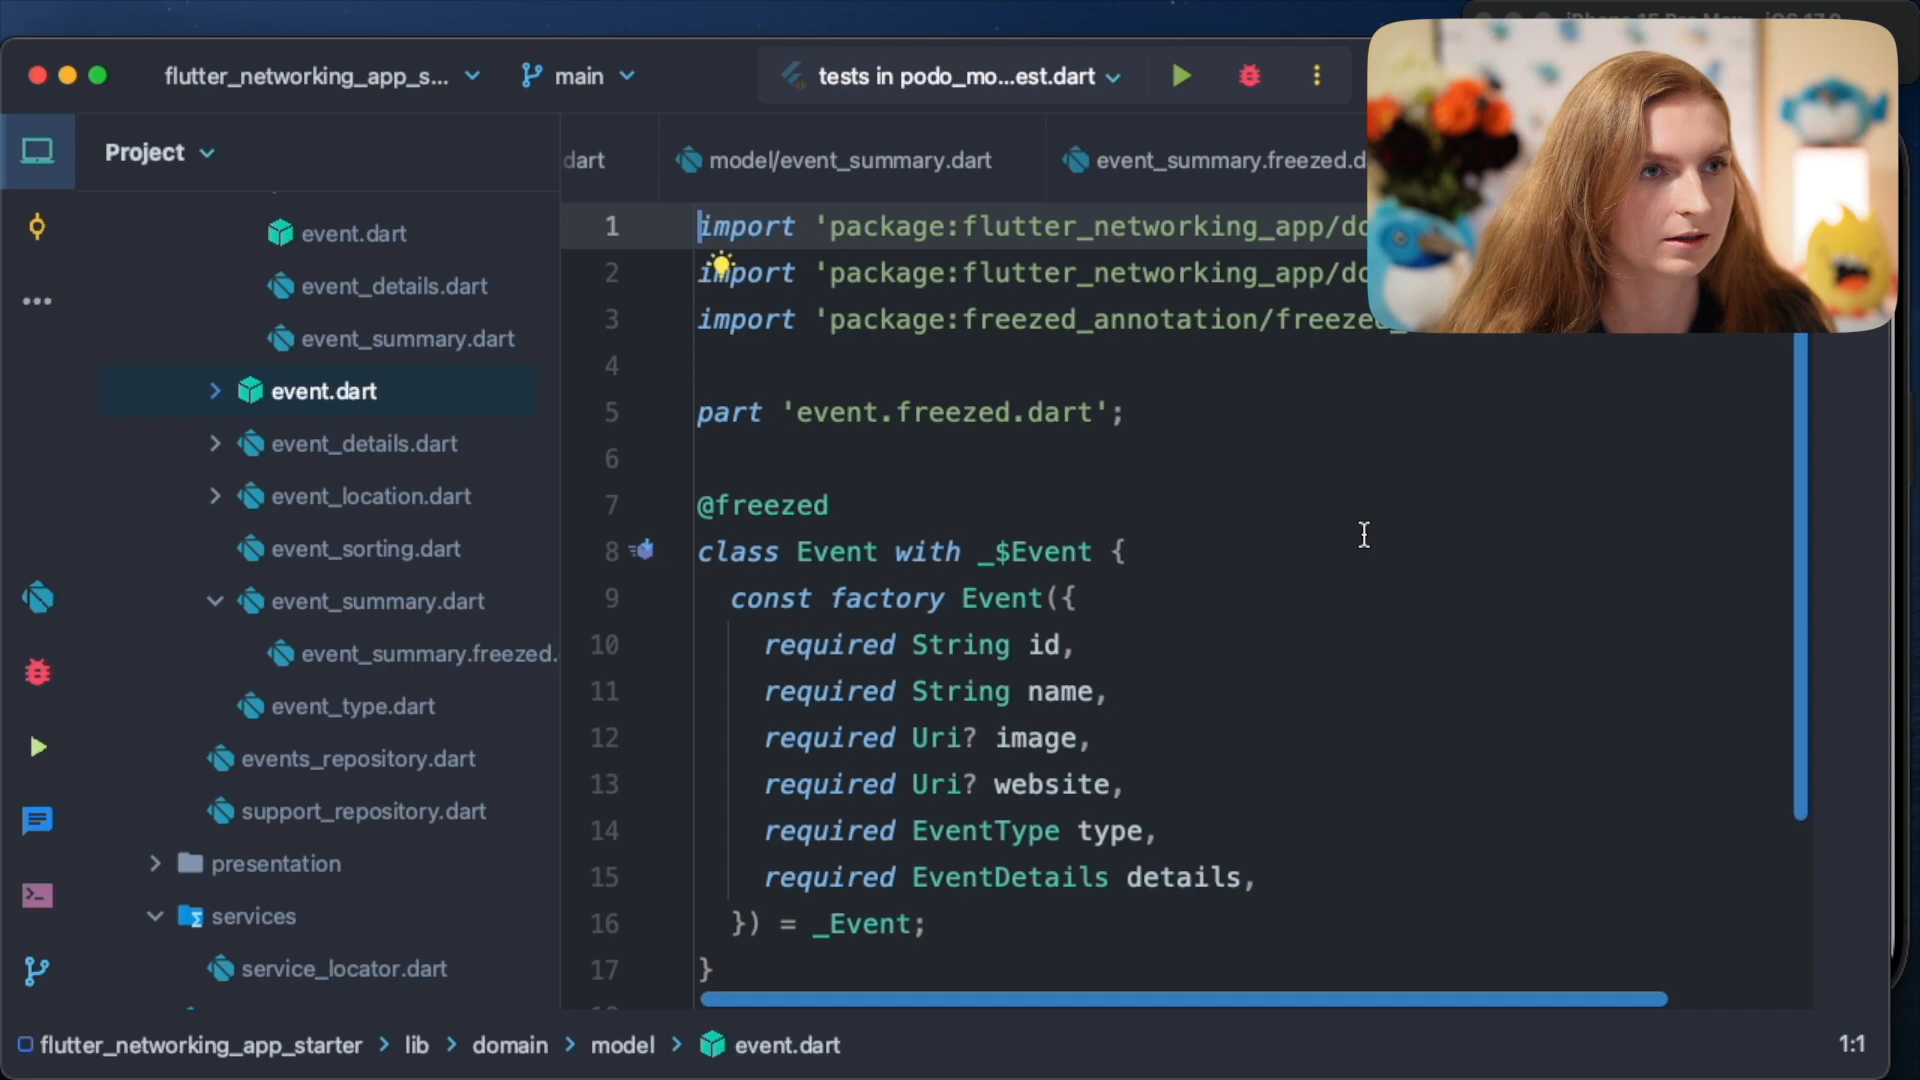 flutter_networking_app_s...
main
tests in podo_mo...est.dart
Project
dart
model/event_summary.dart
event_summary.freezed.d
event.dart
event_details.dart
event_summary.dart
event.dart
event_details.dart
event_location.dart
event_sorting.dart
event_summary.dart
event_summary.freezed.
event_type.dart
events_repository.dart
support_repository.dart
presentation
services
service_locator.dart
1 import 'package:flutter_networking_app/do
2 import 'package:flutter_networking_app/do
3 import 'package:freezed_annotation/freezed_
4
5 part 'event.freezed.dart';
6
7 @freezed
8 class Event with _$Event {
9 const factory Event({
10 required String id,
11 required String name,
12 required Uri? image,
13 required Uri? website,
14 required EventType type,
15 required EventDetails details,
16 }) = _Event;
17 }
flutter_networking_app_starter > lib > domain > model > event.dart
1:1